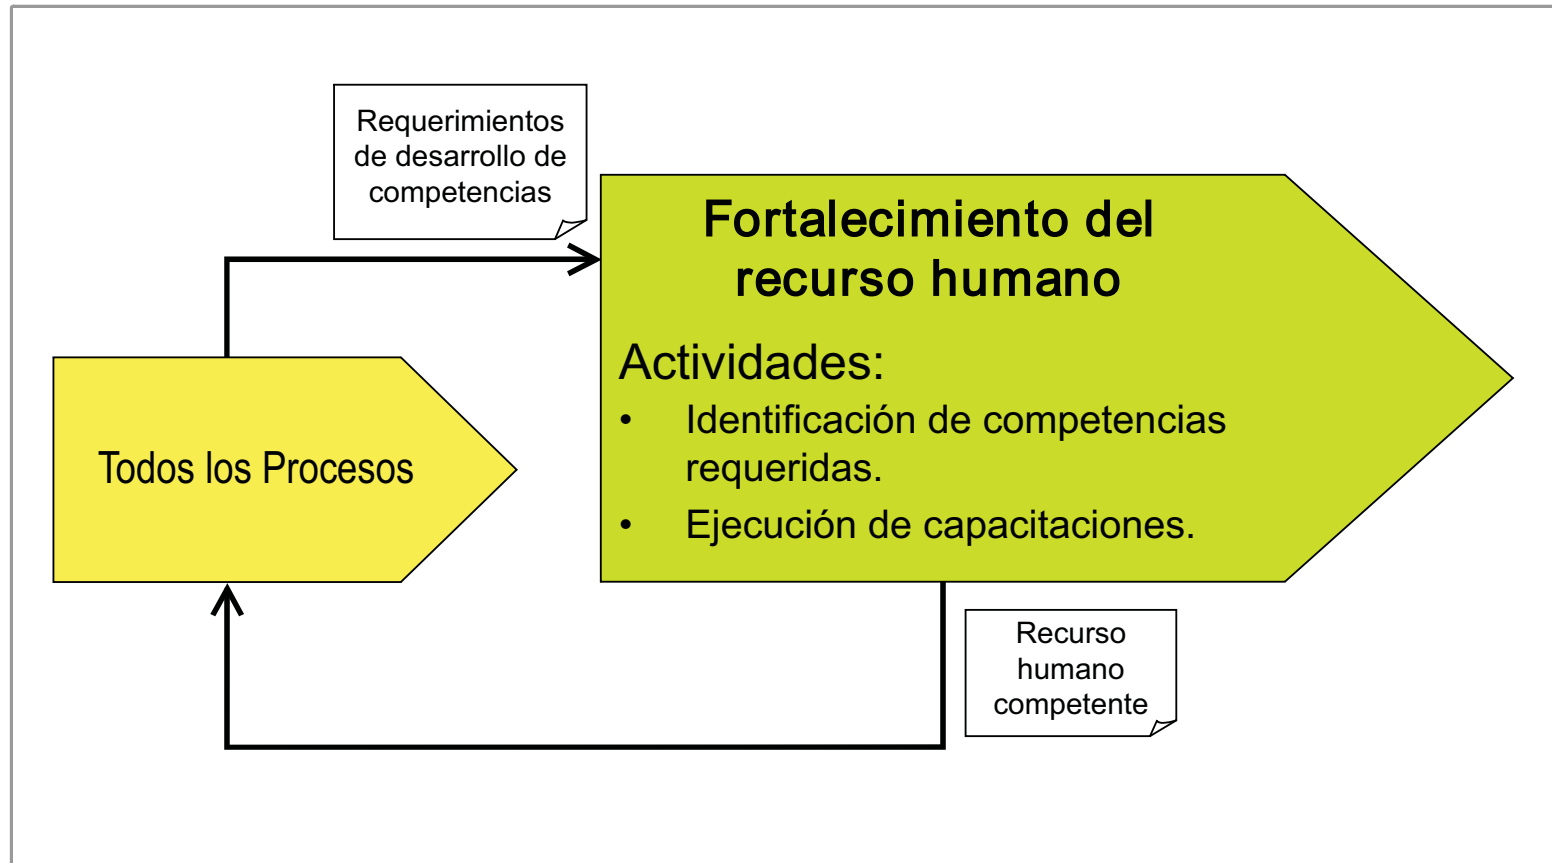 Requerimientos
de desarrollo de
competencias
Fortalecimiento del
recurso humano
Actividades:
• Identificación de competencias
requeridas.
• Ejecución de capacitaciones.
Todos los Procesos
Recurso
humano
competente